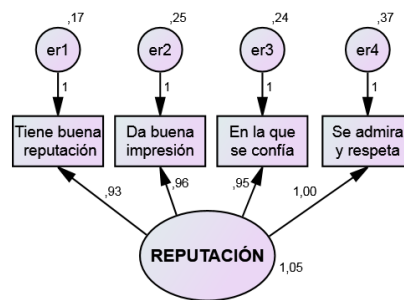 ,17 ,25 ,24 ,37
er1 er2 er3 er4
1 1 1 1
Tiene buena reputación
Da buena impresión
En la que se confía
Se admira y respeta
,93 ,96 ,95 1,00
REPUTACIÓN
1,05